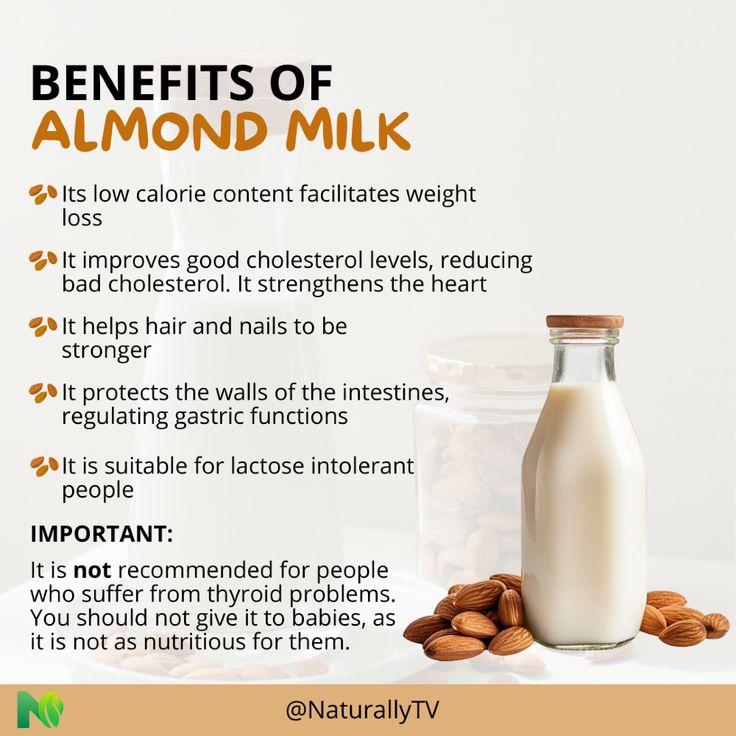 BENEFITS OF
ALMOND MILK
Its low calorie content facilitates weight
loss
It improves good cholesterol levels, reducing
bad cholesterol. It strengthens the heart
It helps hair and nails to be
stronger
It protects the walls of the intestines,
regulating gastric functions
It is suitable for lactose intolerant
people
IMPORTANT:
It is not recommended for people
who suffer from thyroid problems.
You should not give it to babies, as
it is not as nutritious for them.
N
@NaturallyTV